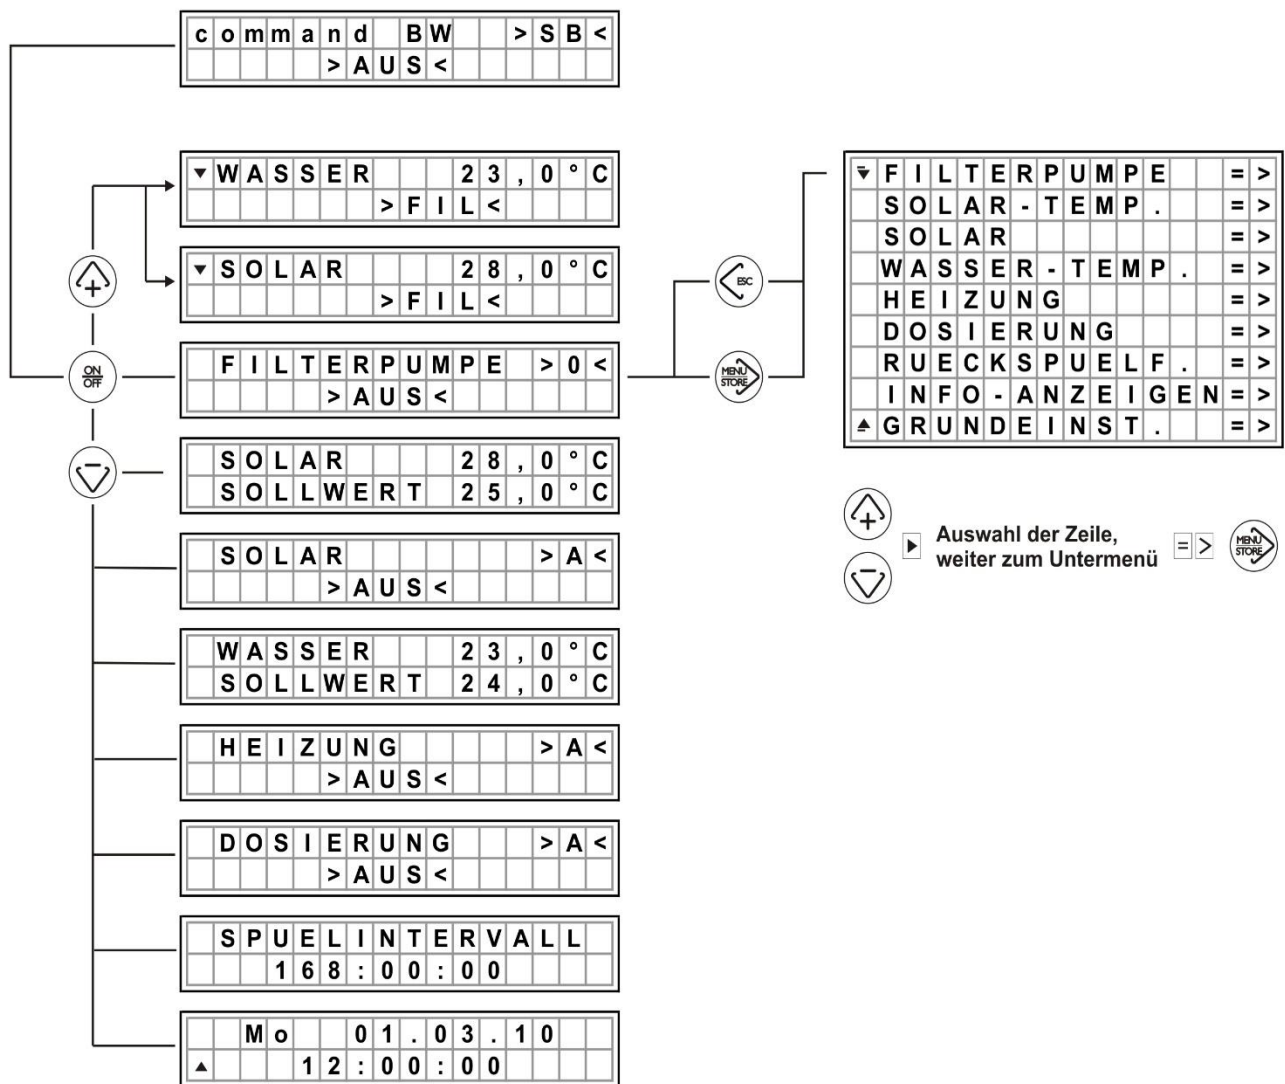 command BW >SB<
>AUS<
▼WASSER 23,0°C
>FIL<
▼SOLAR 28,0°C
>FIL<
FILTERPUMPE >0<
>AUS<
SOLAR 28,0°C
SOLLWERT 25,0°C
SOLAR >A<
>AUS<
WASSER 23,0°C
SOLLWERT 24,0°C
HEIZUNG >A<
>AUS<
DOSIERUNG >A<
>AUS<
SPUELINTERVALL
168:00:00
Mo 01.03.10
▲ 12:00:00
+
ON
OFF
-
ESC
MENU
STORE
FILTERPUMPE =>
SOLAR-TEMP. =>
SOLAR =>
WASSER-TEMP. =>
HEIZUNG =>
DOSIERUNG =>
RUECKSPUELF. =>
INFO-ANZEIGEN=>
GRUNDEINST. =>
+
-
▶ Auswahl der Zeile,
weiter zum Untermenü => MENU
STORE